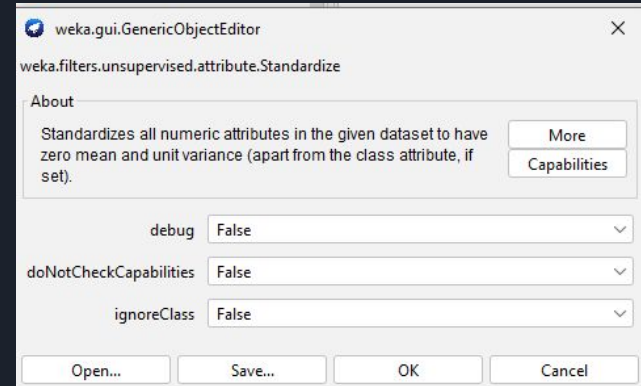 weka.gui.GenericObjectEditor
weka.filters.unsupervised.attribute.Standardize
About
Standardizes all numeric attributes in the given dataset to have
zero mean and unit variance (apart from the class attribute, if
set).
More
Capabilities
debug False
doNotCheckCapabilities False
ignoreClass False
Open... Save... OK Cancel